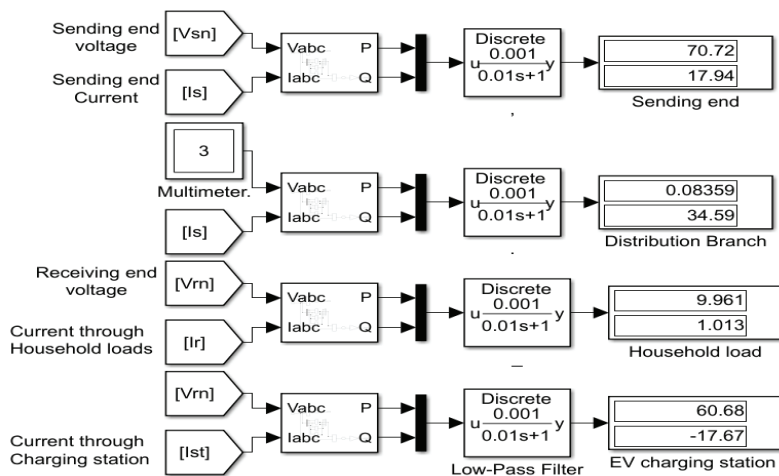 Sending end
voltage
[Vsn]
Sending end
Current
[Is]
Vabc P
Iabc Q
Discrete
0.001
u y
0.01s+1
70.72
17.94
Sending end
,
3
Multimeter.
[Is]
Vabc P
Iabc Q
Discrete
0.001
u y
0.01s+1
.
0.08359
34.59
Distribution Branch
Receiving end
voltage
[Vrn]
Current through
Household loads
[Ir]
Vabc P
Iabc Q
Discrete
0.001
u y
0.01s+1
_
9.961
1.013
Household load
[Vrn]
Current through
Charging station
[Ist]
Vabc P
Iabc Q
Discrete
0.001
u y
0.01s+1
Low-Pass Filter
60.68
-17.67
EV charging station